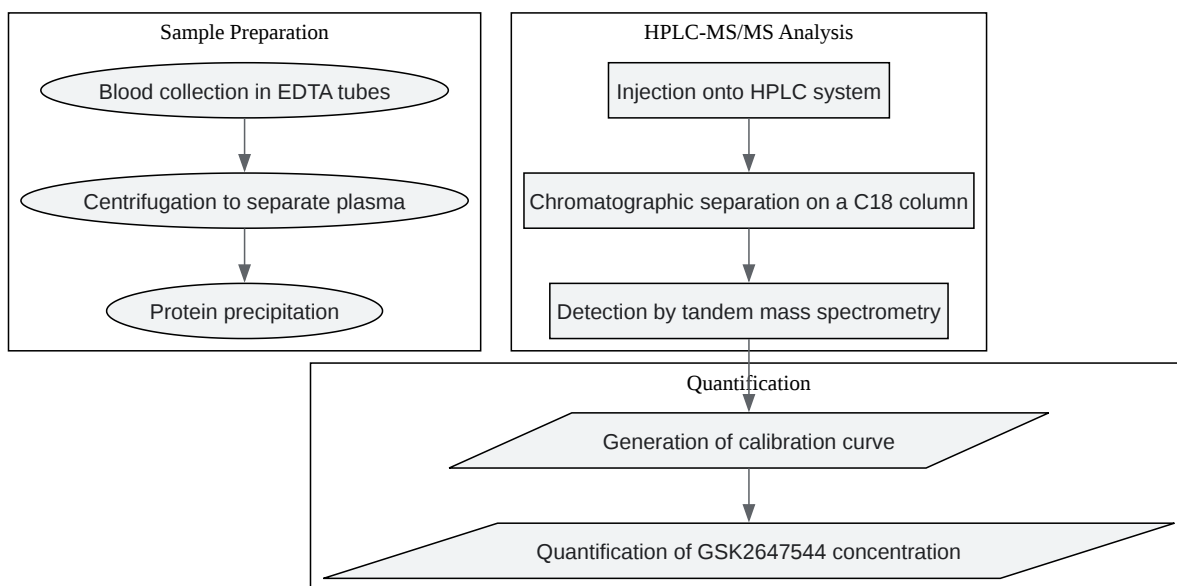 Sample Preparation
Blood collection in EDTA tubes
Centrifugation to separate plasma
Protein precipitation
HPLC-MS/MS Analysis
Injection onto HPLC system
Chromatographic separation on a C18 column
Detection by tandem mass spectrometry
Quantification
Generation of calibration curve
Quantification of GSK2647544 concentration